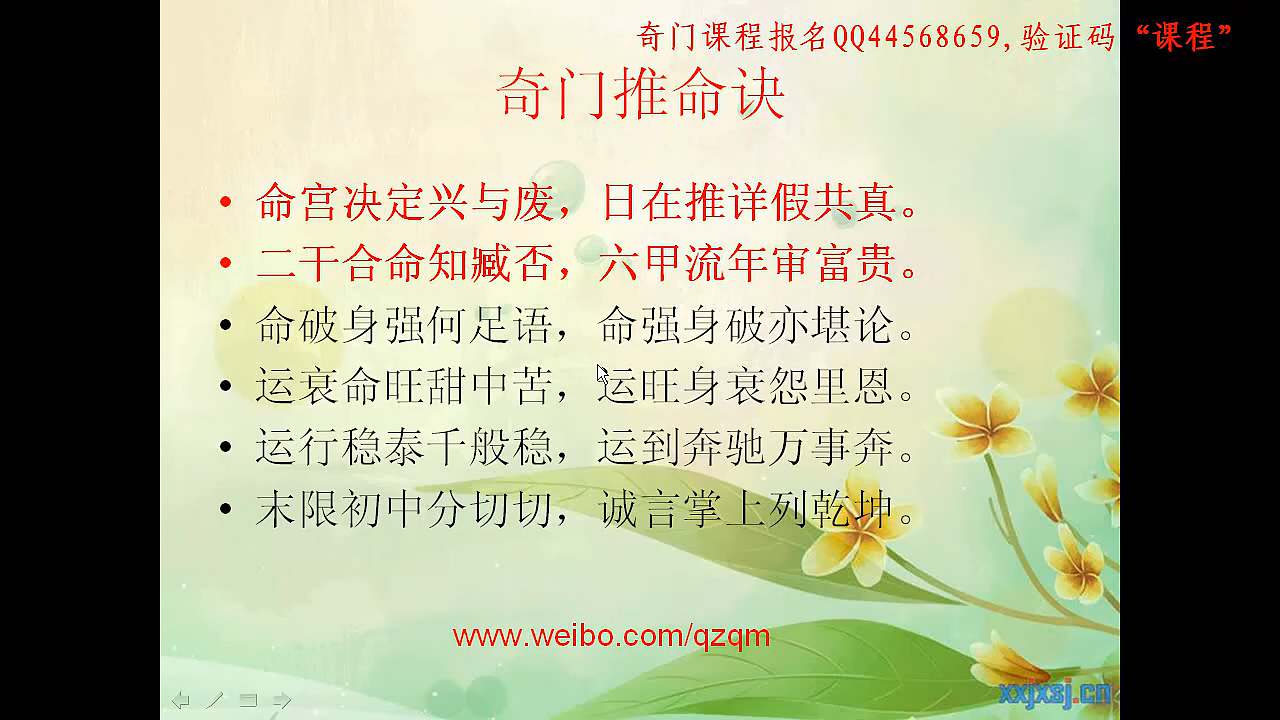 奇门课程报名QQ44568659,验证码“课程”
奇门推命诀
• 命宫决定兴与废，日在推详假共真。
• 二干合命知臧否，六甲流年审富贵。
• 命破身强何足语，命强身破亦堪论。
• 运衰命旺甜中苦，运旺身衰怨里恩。
• 运行稳泰千般稳，运到奔驰万事奔。
• 末限初中分切切，诚言掌上列乾坤。
www.weibo.com/qzqm
xxjxsj.cn